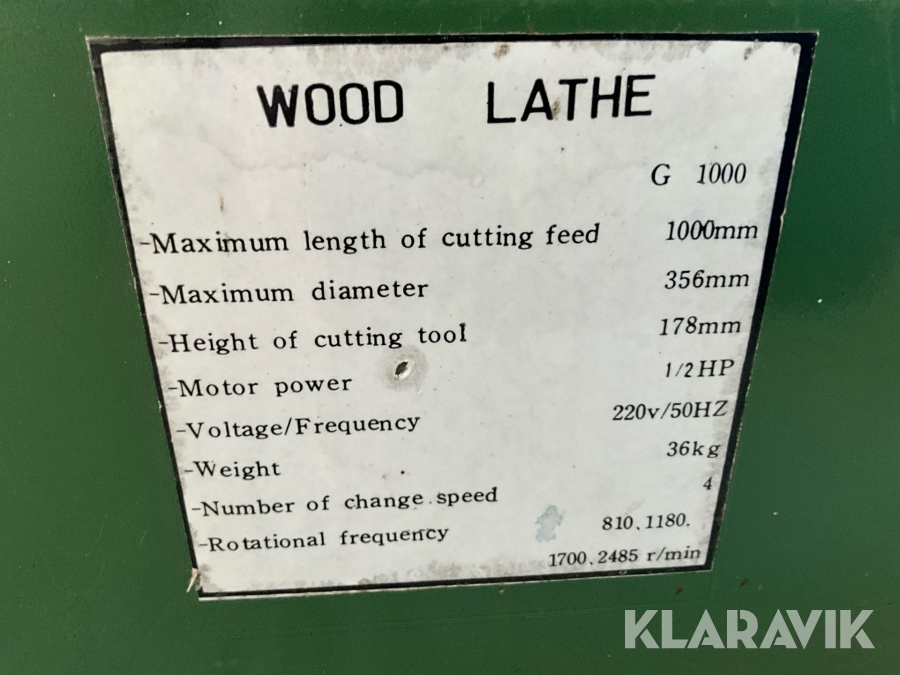 WOOD LATHE
G 1000
-Maximum length of cutting feed 1000mm
-Maximum diameter 356mm
-Height of cutting tool 178mm
-Motor power 1/2HP
-Voltage/Frequency 220v/50HZ
-Weight 36kg
-Number of change speed 4
-Rotational frequency 810.1180.
1700.2485 r/min
KLARAVIK